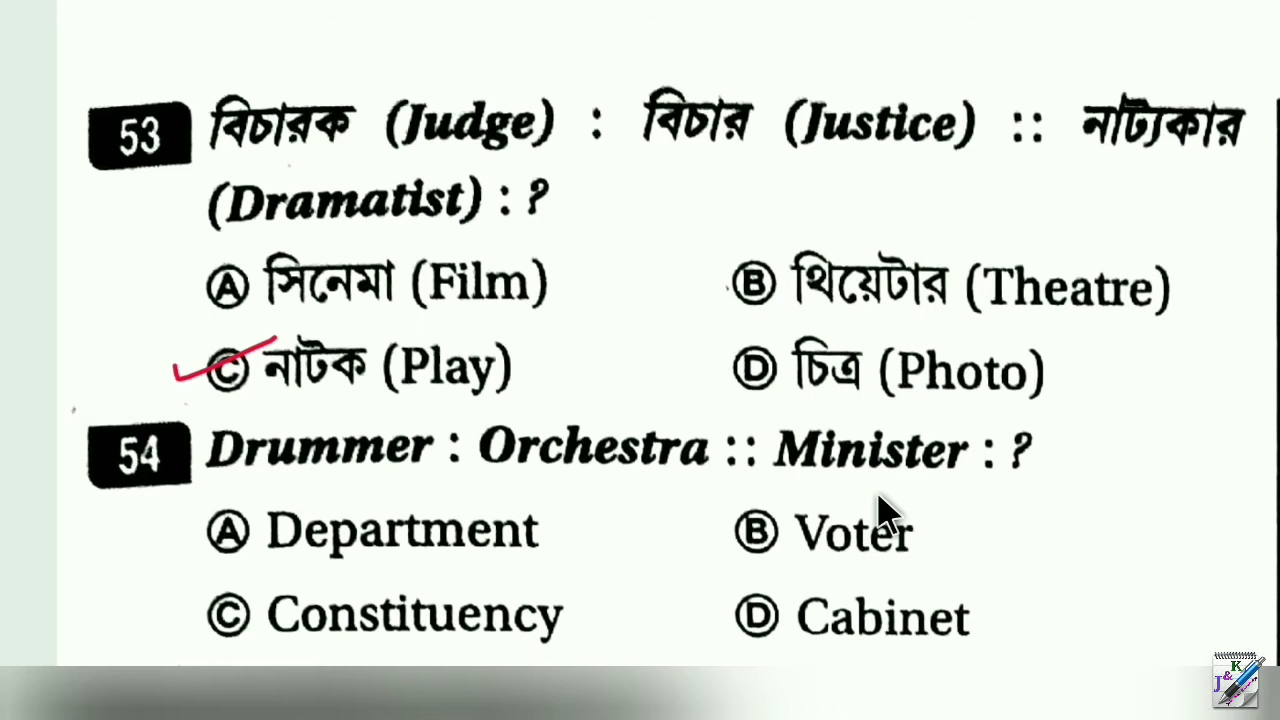 53 বিচারক (Judge) : বিচার (Justice) :: নাট্যকার
(Dramatist) : ?
Ⓐ সিনেমা (Film) Ⓑ থিয়েটার (Theatre)
Ⓒ নাটক (Play) Ⓓ চিত্র (Photo)
54 Drummer : Orchestra :: Minister : ?
Ⓐ Department Ⓑ Voter
Ⓒ Constituency Ⓓ Cabinet
J&K